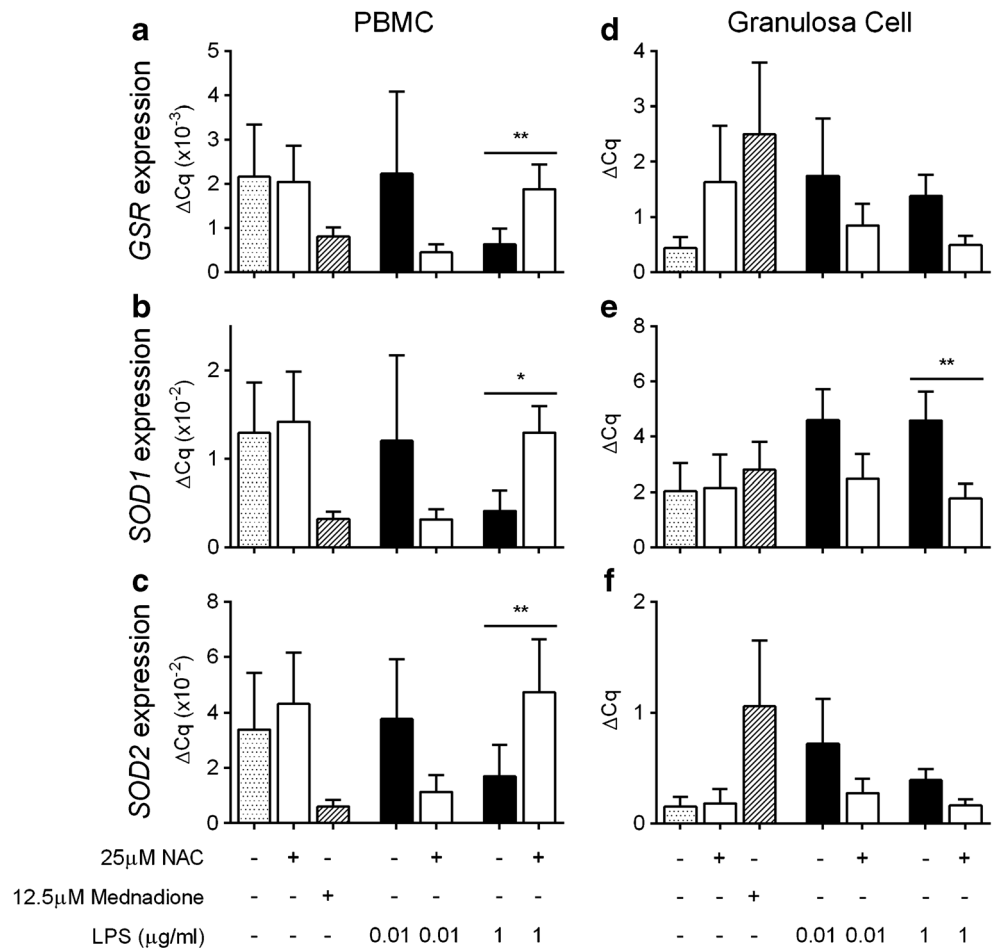 PBMC
Granulosa Cell
a
GSR expression
ΔCq (x10⁻³)
5
4
3
2
1
0
**
d
ΔCq
4
3
2
1
0
b
SOD1 expression
ΔCq (x10⁻²)
2
1
0
*
e
ΔCq
8
6
4
2
0
**
c
SOD2 expression
ΔCq (x10⁻²)
8
6
4
2
0
**
f
ΔCq
2
1
0
25μM NAC - + - - + - + - + - - + - +
12.5μM Mednadione - - + - - - - - - + - - - -
LPS (μg/ml) - - - 0.01 0.01 1 1 - - - 0.01 0.01 1 1